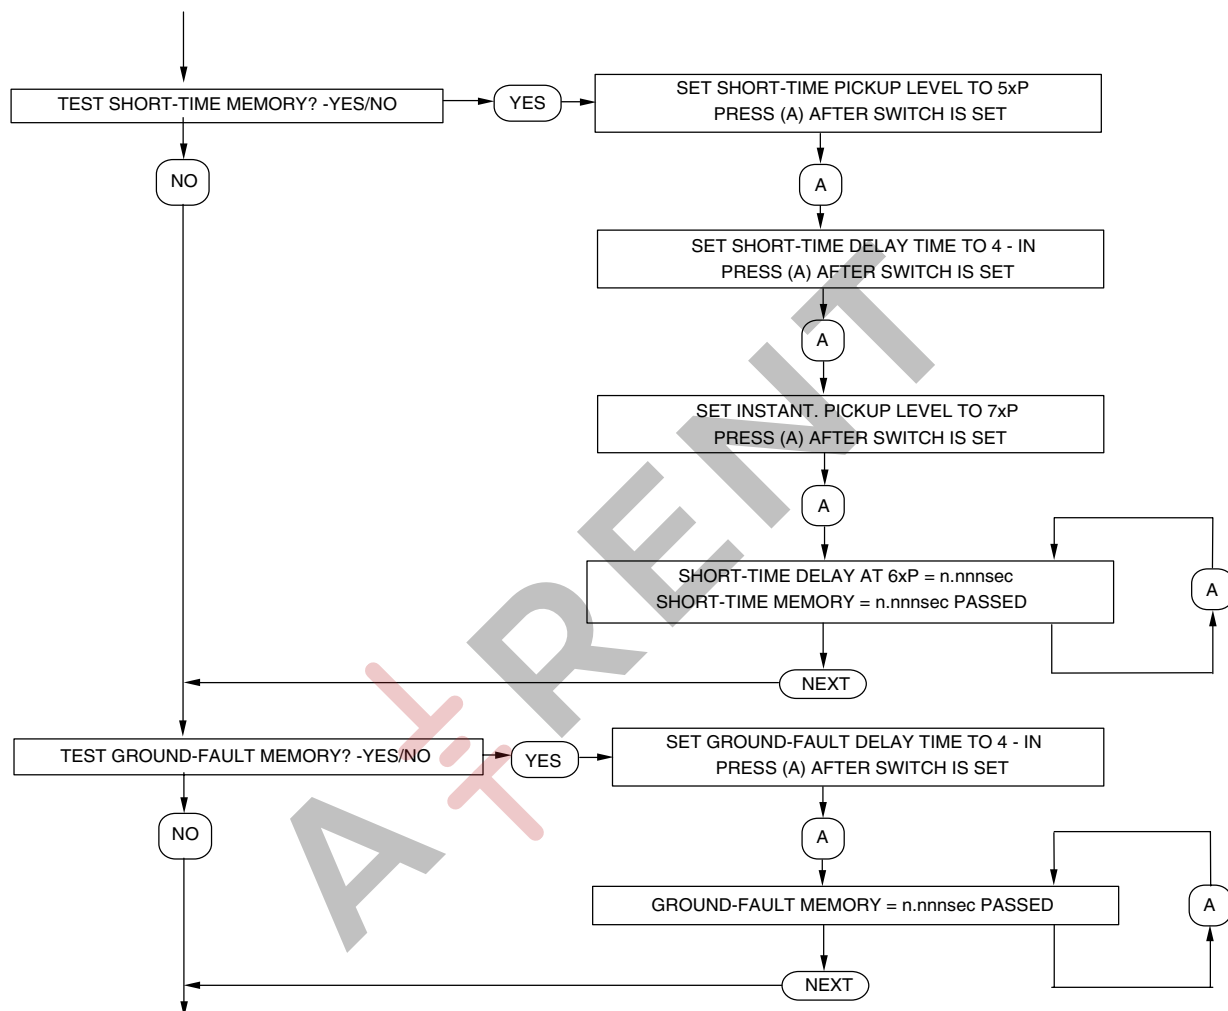 TEST SHORT-TIME MEMORY? -YES/NO
YES
SET SHORT-TIME PICKUP LEVEL TO 5xP
PRESS (A) AFTER SWITCH IS SET
NO
A
SET SHORT-TIME DELAY TIME TO 4 - IN
PRESS (A) AFTER SWITCH IS SET
A
SET INSTANT. PICKUP LEVEL TO 7xP
PRESS (A) AFTER SWITCH IS SET
A
SHORT-TIME DELAY AT 6xP = n.nnnsec
SHORT-TIME MEMORY = n.nnnsec PASSED
A
NEXT
TEST GROUND-FAULT MEMORY? -YES/NO
YES
SET GROUND-FAULT DELAY TIME TO 4 - IN
PRESS (A) AFTER SWITCH IS SET
NO
A
GROUND-FAULT MEMORY = n.nnnsec PASSED
A
NEXT
A RENT